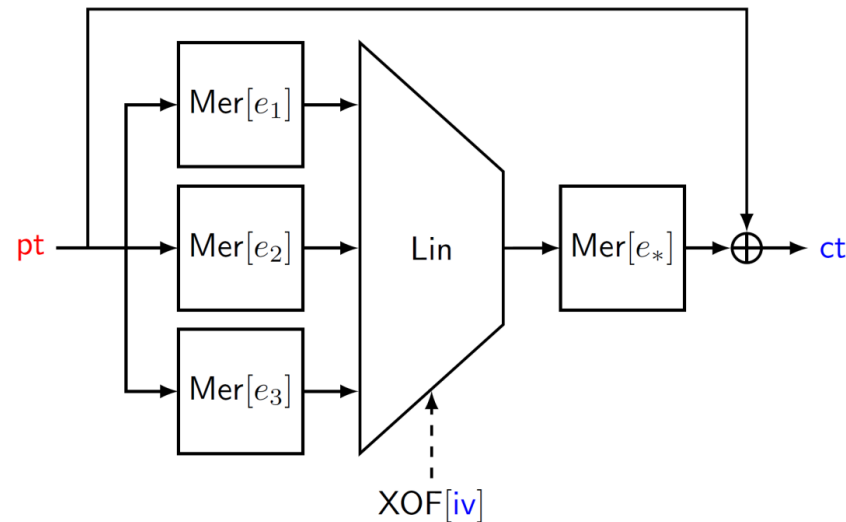 Mer[e₁]
pt
Mer[e₂]
Lin
Mer[e∗]
⊕
ct
Mer[e₃]
XOF[iv]